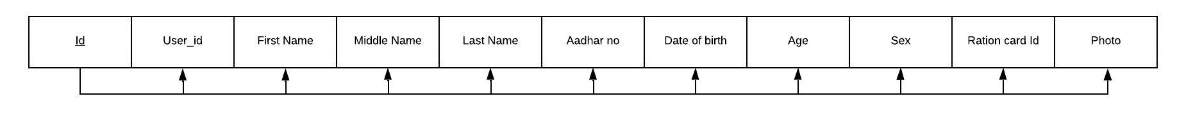 Id User_id First Name Middle Name Last Name Aadhar no Date of birth Age Sex Ration card Id Photo